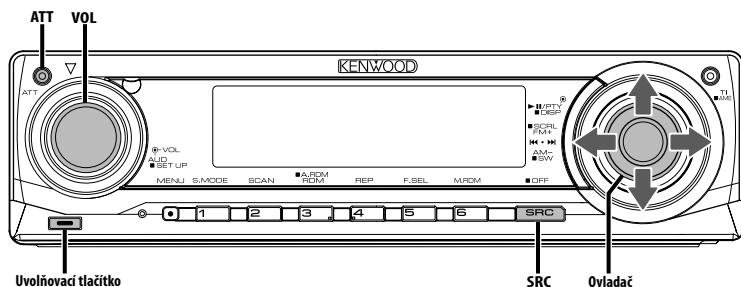 ATT VOL
KENWOOD
ATT
TI
■AME
▶II/PTY
■DISP
■SCRL
FM+
⏮ • ⏭
AM−
■SW
-VOL
AUD
■SET UP
MENU S.MODE SCAN ■A.RDM RDM REP F.SEL M.RDM ■OFF
1 2 3 4 5 6 SRC
Uvolňovací tlačítko SRC Ovladač